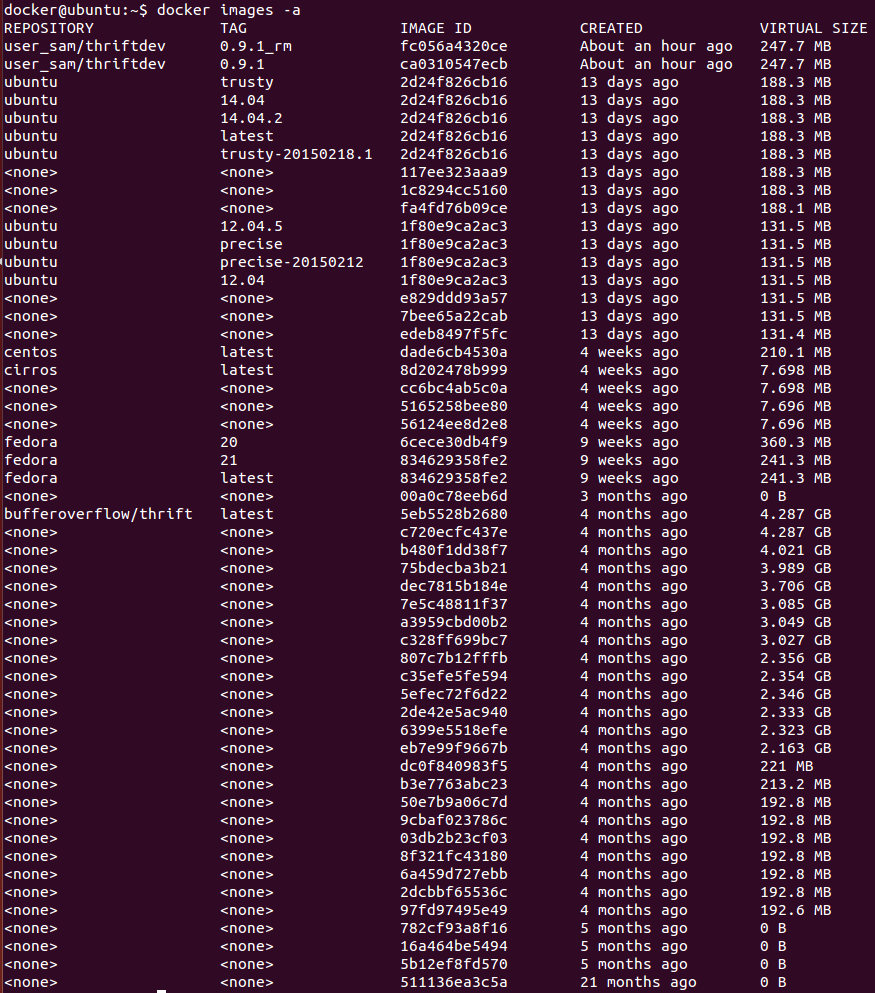 docker@ubuntu:~$ docker images -a
REPOSITORY TAG IMAGE ID CREATED VIRTUAL SIZE
user_sam/thriftdev 0.9.1_rm fc056a4320ce About an hour ago 247.7 MB
user_sam/thriftdev 0.9.1 ca0310547ecb About an hour ago 247.7 MB
ubuntu trusty 2d24f826cb16 13 days ago 188.3 MB
ubuntu 14.04 2d24f826cb16 13 days ago 188.3 MB
ubuntu 14.04.2 2d24f826cb16 13 days ago 188.3 MB
ubuntu latest 2d24f826cb16 13 days ago 188.3 MB
ubuntu trusty-20150218.1 2d24f826cb16 13 days ago 188.3 MB
<none> <none> 117ee323aaa9 13 days ago 188.3 MB
<none> <none> 1c8294cc5160 13 days ago 188.3 MB
<none> <none> fa4fd76b09ce 13 days ago 188.1 MB
ubuntu 12.04.5 1f80e9ca2ac3 13 days ago 131.5 MB
ubuntu precise 1f80e9ca2ac3 13 days ago 131.5 MB
ubuntu precise-20150212 1f80e9ca2ac3 13 days ago 131.5 MB
ubuntu 12.04 1f80e9ca2ac3 13 days ago 131.5 MB
<none> <none> e829ddd93a57 13 days ago 131.5 MB
<none> <none> 7bee65a22cab 13 days ago 131.5 MB
<none> <none> edeb8497f5fc 13 days ago 131.4 MB
centos latest dade6cb4530a 4 weeks ago 210.1 MB
cirros latest 8d202478b999 4 weeks ago 7.698 MB
<none> <none> cc6bc4ab5c0a 4 weeks ago 7.698 MB
<none> <none> 5165258bee80 4 weeks ago 7.696 MB
<none> <none> 56124ee8d2e8 4 weeks ago 7.696 MB
fedora 20 6cece30db4f9 9 weeks ago 360.3 MB
fedora 21 834629358fe2 9 weeks ago 241.3 MB
fedora latest 834629358fe2 9 weeks ago 241.3 MB
<none> <none> 00a0c78eeb6d 3 months ago 0 B
bufferoverflow/thrift latest 5eb5528b2680 4 months ago 4.287 GB
<none> <none> c720ecfc437e 4 months ago 4.287 GB
<none> <none> b480f1dd38f7 4 months ago 4.021 GB
<none> <none> 75bdecba3b21 4 months ago 3.989 GB
<none> <none> dec7815b184e 4 months ago 3.706 GB
<none> <none> 7e5c48811f37 4 months ago 3.085 GB
<none> <none> a3959cbd00b2 4 months ago 3.049 GB
<none> <none> c328ff699bc7 4 months ago 3.027 GB
<none> <none> 807c7b12fffb 4 months ago 2.356 GB
<none> <none> c35efe5fe594 4 months ago 2.354 GB
<none> <none> 5efec72f6d22 4 months ago 2.346 GB
<none> <none> 2de42e5ac940 4 months ago 2.333 GB
<none> <none> 6399e5518efe 4 months ago 2.323 GB
<none> <none> eb7e99f9667b 4 months ago 2.163 GB
<none> <none> dc0f840983f5 4 months ago 221 MB
<none> <none> b3e7763abc23 4 months ago 213.2 MB
<none> <none> 50e7b9a06c7d 4 months ago 192.8 MB
<none> <none> 9cbaf023786c 4 months ago 192.8 MB
<none> <none> 03db2b23cf03 4 months ago 192.8 MB
<none> <none> 8f321fc43180 4 months ago 192.8 MB
<none> <none> 6a459d727ebb 4 months ago 192.8 MB
<none> <none> 2dcbbf65536c 4 months ago 192.8 MB
<none> <none> 97fd97495e49 4 months ago 192.6 MB
<none> <none> 782cf93a8f16 5 months ago 0 B
<none> <none> 16a464be5494 5 months ago 0 B
<none> <none> 5b12ef8fd570 5 months ago 0 B
<none> <none> 511136ea3c5a 21 months ago 0 B